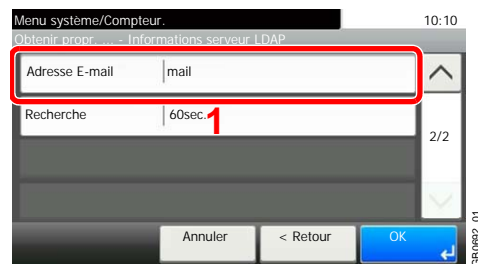 Menu système/Compteur.
10:10
Obtenir propr. ... - Informations serveur LDAP
Adresse E-mail mail
Recherche 60sec.
1
2/2
Annuler < Retour OK
GB0692_01